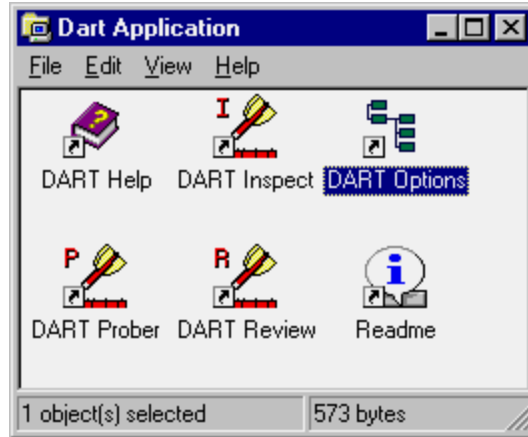 Dart Application
File Edit View Help
I
DART Help DART Inspect DART Options
P R
DART Prober DART Review Readme
1 object(s) selected 573 bytes